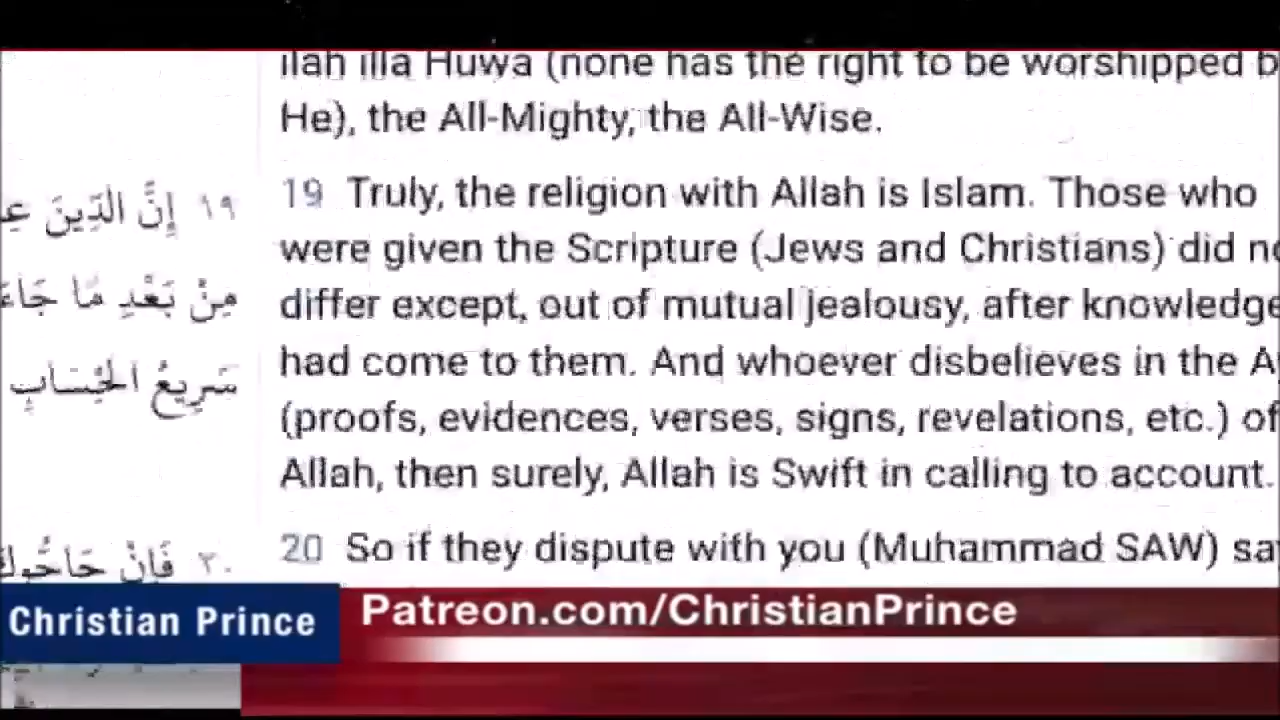 ilah illa Huwa (none has the right to be worshipped b
He), the All-Mighty, the All-Wise.
١٩ إِنَّ الدِّينَ عِ
19 Truly, the religion with Allah is Islam. Those who
were given the Scripture (Jews and Christians) did no
مِنْ بَعْدِ مَا جَاءَ
differ except, out of mutual jealousy, after knowledge
had come to them. And whoever disbelieves in the A
سَرِيعُ الْحِسَابِ
(proofs, evidences, verses, signs, revelations, etc.) of
Allah, then surely, Allah is Swift in calling to account.
٢٠ فَإِنْ حَاجُّوكَ
20 So if they dispute with you (Muhammad SAW) sa
Christian Prince
Patreon.com/ChristianPrince